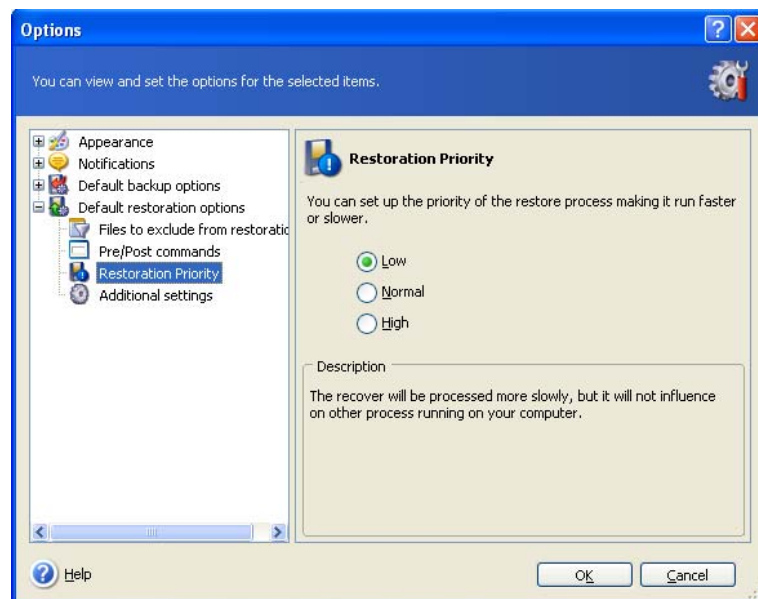 Options
You can view and set the options for the selected items.
Appearance
Notifications
Default backup options
Default restoration options
Files to exclude from restoratic
Pre/Post commands
Restoration Priority
Additional settings
Restoration Priority
You can set up the priority of the restore process making it run faster
or slower.
Low
Normal
High
Description
The recover will be processed more slowly, but it will not influence
on other process running on your computer.
Help
OK
Cancel